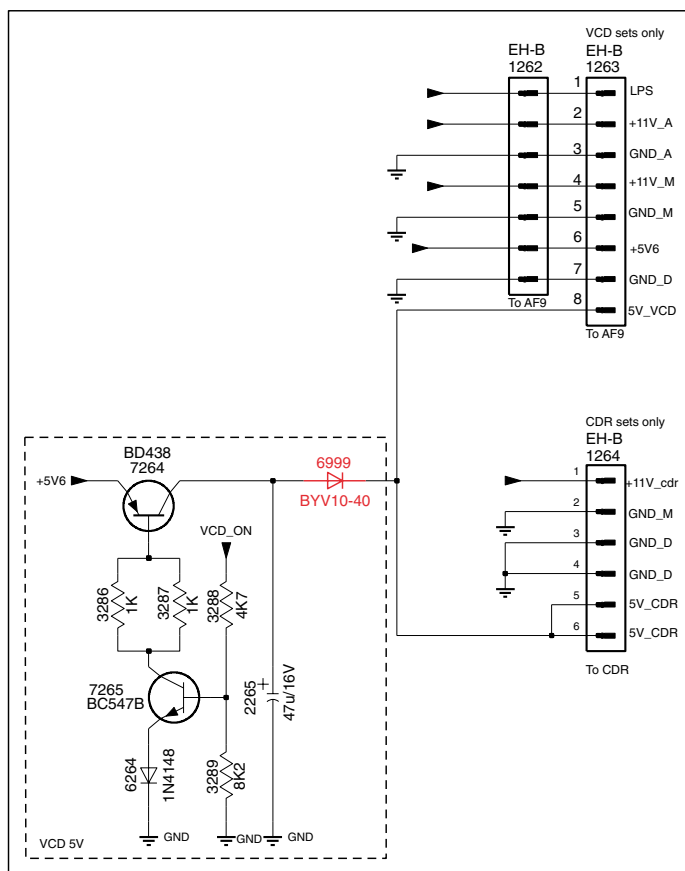 VCD sets only
EH-B
1262
EH-B
1263
1
LPS
2
+11V_A
3
GND_A
4
+11V_M
5
GND_M
6
+5V6
7
GND_D
8
5V_VCD
To AF9
To AF9
CDR sets only
EH-B
1264
1
+11V_cdr
2
GND_M
3
GND_D
4
GND_D
5
5V_CDR
6
5V_CDR
To CDR
BD438
7264
+5V6
6999
BYV10-40
VCD_ON
3286
1K
3287
1K
3288
4K7
7265
BC547B
2265
+
47u/16V
6264
1N4148
3289
8K2
GND
GND
GND
VCD 5V